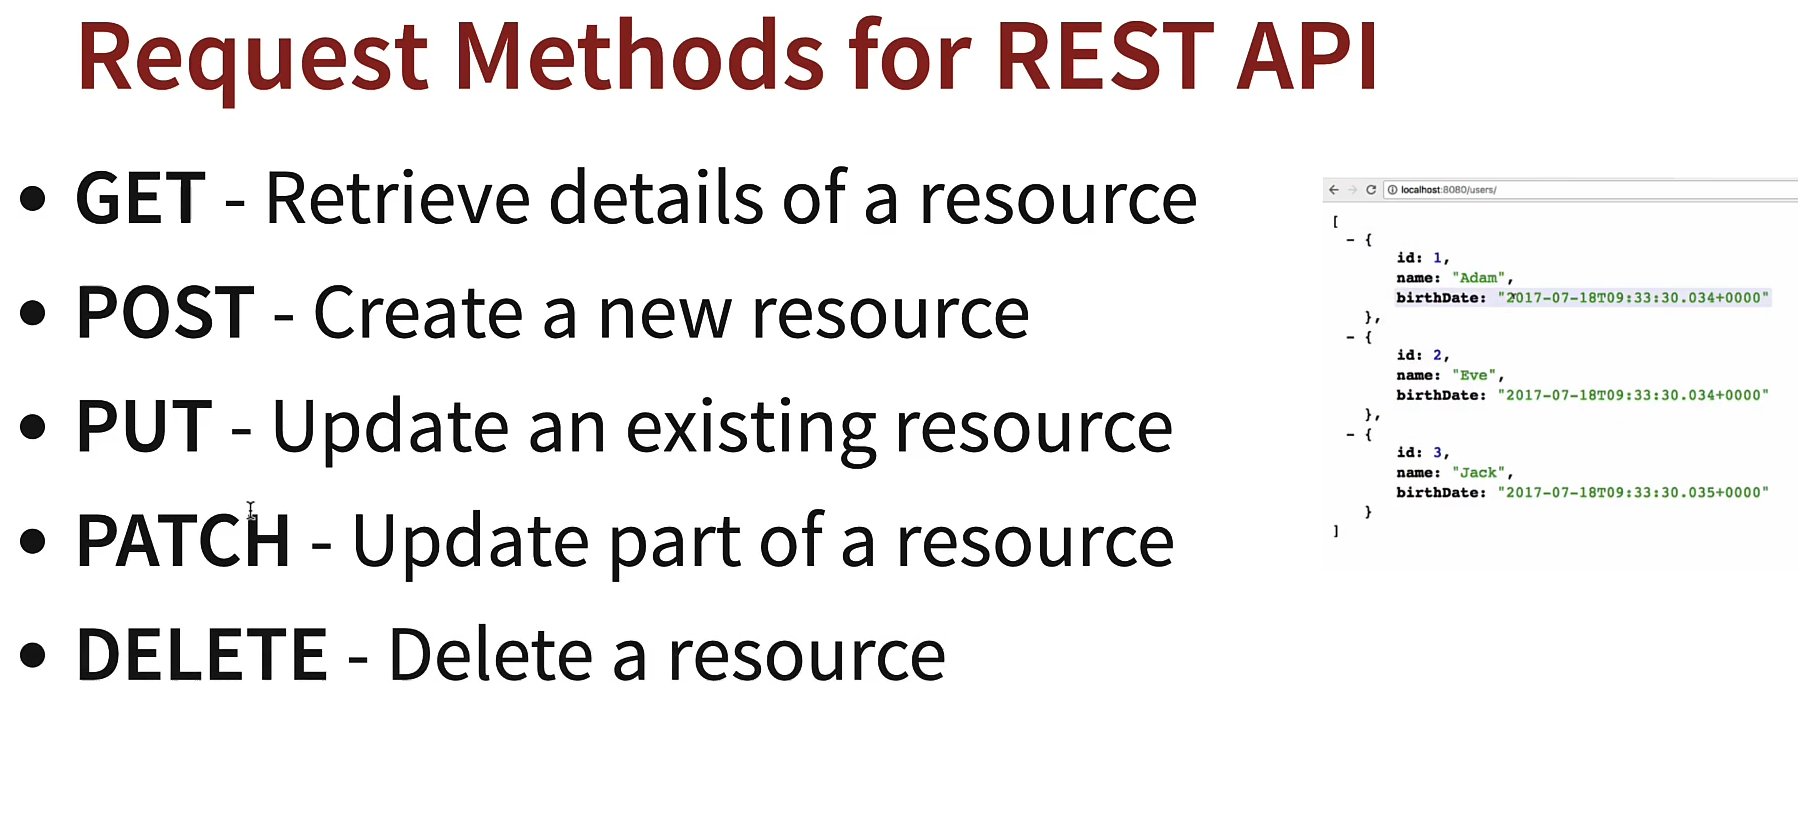 Request Methods for REST API
• GET - Retrieve details of a resource
• POST - Create a new resource
• PUT - Update an existing resource
• PATCH - Update part of a resource
• DELETE - Delete a resource
localhost:8080/users/
[
- {
id: 1,
name: "Adam",
birthDate: "2017-07-18T09:33:30.034+0000"
},
- {
id: 2,
name: "Eve",
birthDate: "2017-07-18T09:33:30.034+0000"
},
- {
id: 3,
name: "Jack",
birthDate: "2017-07-18T09:33:30.035+0000"
}
]